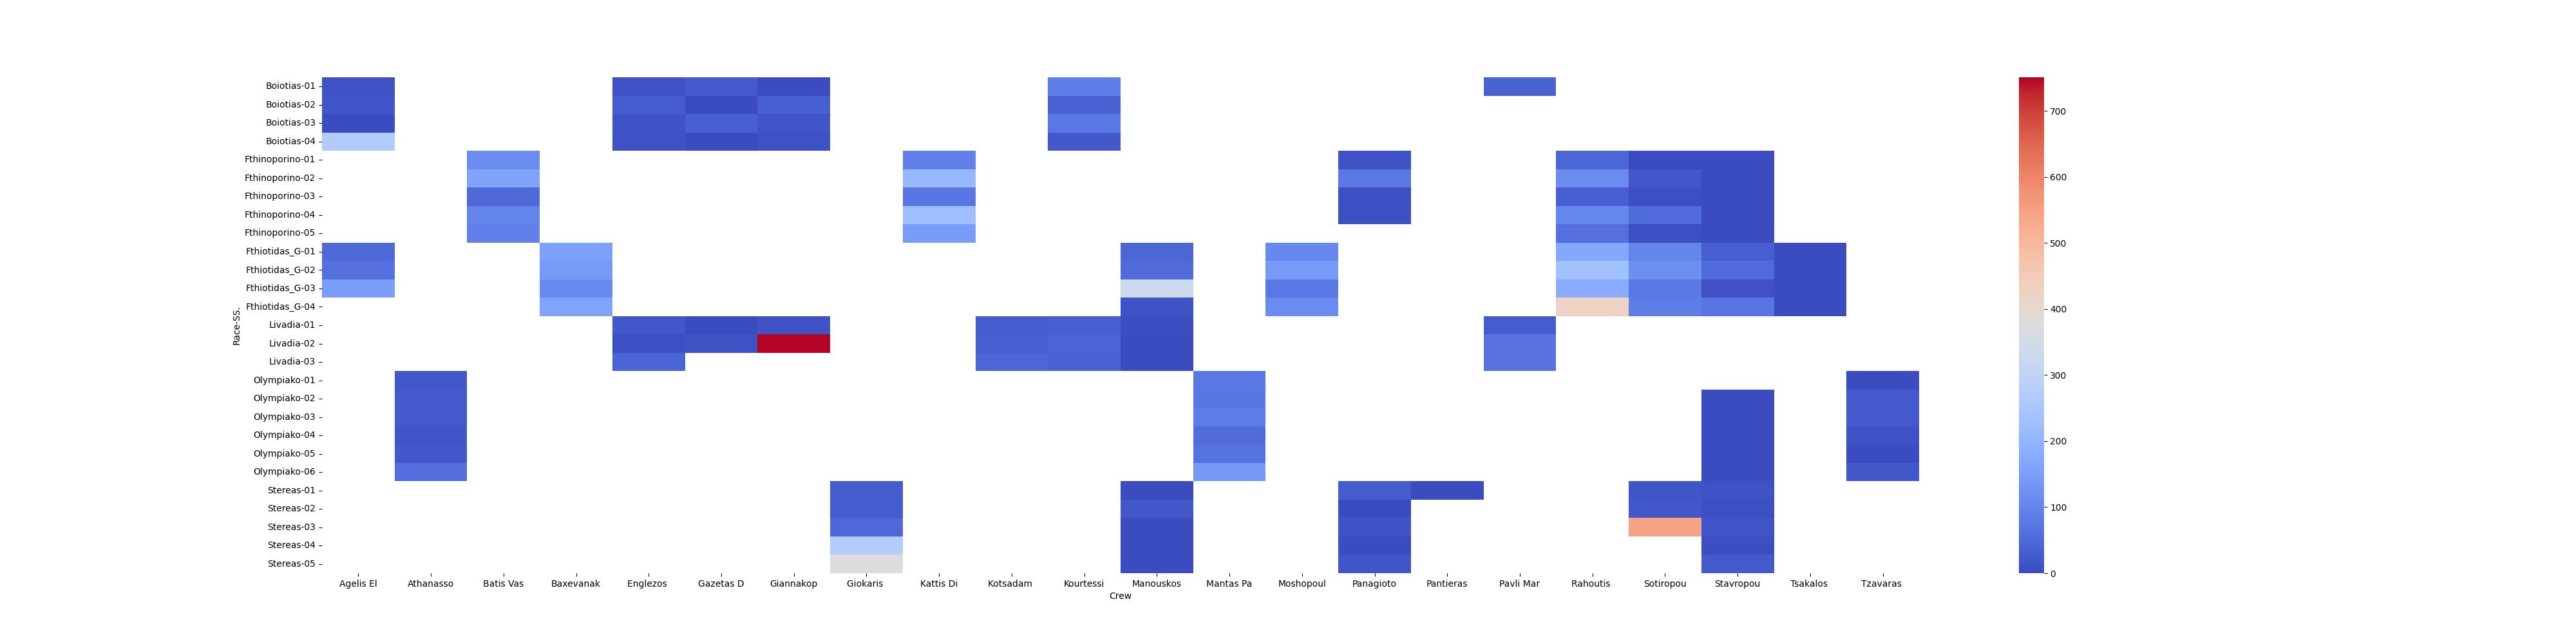 Boiotias-01
Boiotias-02
Boiotias-03
Boiotias-04
Fthinoporino-01
Fthinoporino-02
Fthinoporino-03
Fthinoporino-04
Fthinoporino-05
Fthiotidas_G-01
Fthiotidas_G-02
Fthiotidas_G-03
Fthiotidas_G-04
Livadia-01
Livadia-02
Livadia-03
Olympiako-01
Olympiako-02
Olympiako-03
Olympiako-04
Olympiako-05
Olympiako-06
Stereas-01
Stereas-02
Stereas-03
Stereas-04
Stereas-05
Race-SS.
Agelis El Athanasso Batis Vas Baxevanak Englezos Gazetas D Giannakop Giokaris Kattis Di Kotsadam Kourtessi Manouskos Mantas Pa Moshopoul Panagioto Pantieras Pavli Mar Rahoutis Sotiropou Stavropou Tsakalos Tzavaras
Crew
700
600
500
400
300
200
100
0